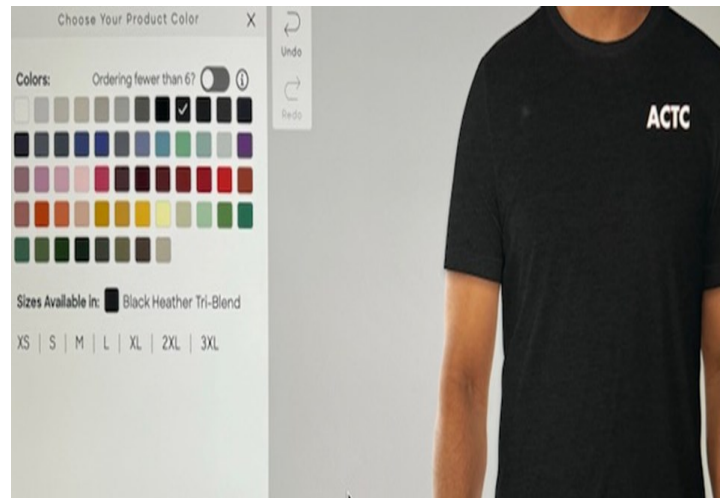 Choose Your Product Color X
Undo
Colors: Ordering fewer than 6? i
Redo
ACTC
Sizes Available in: Black Heather Tri-Blend
XS | S | M | L | XL | 2XL | 3XL